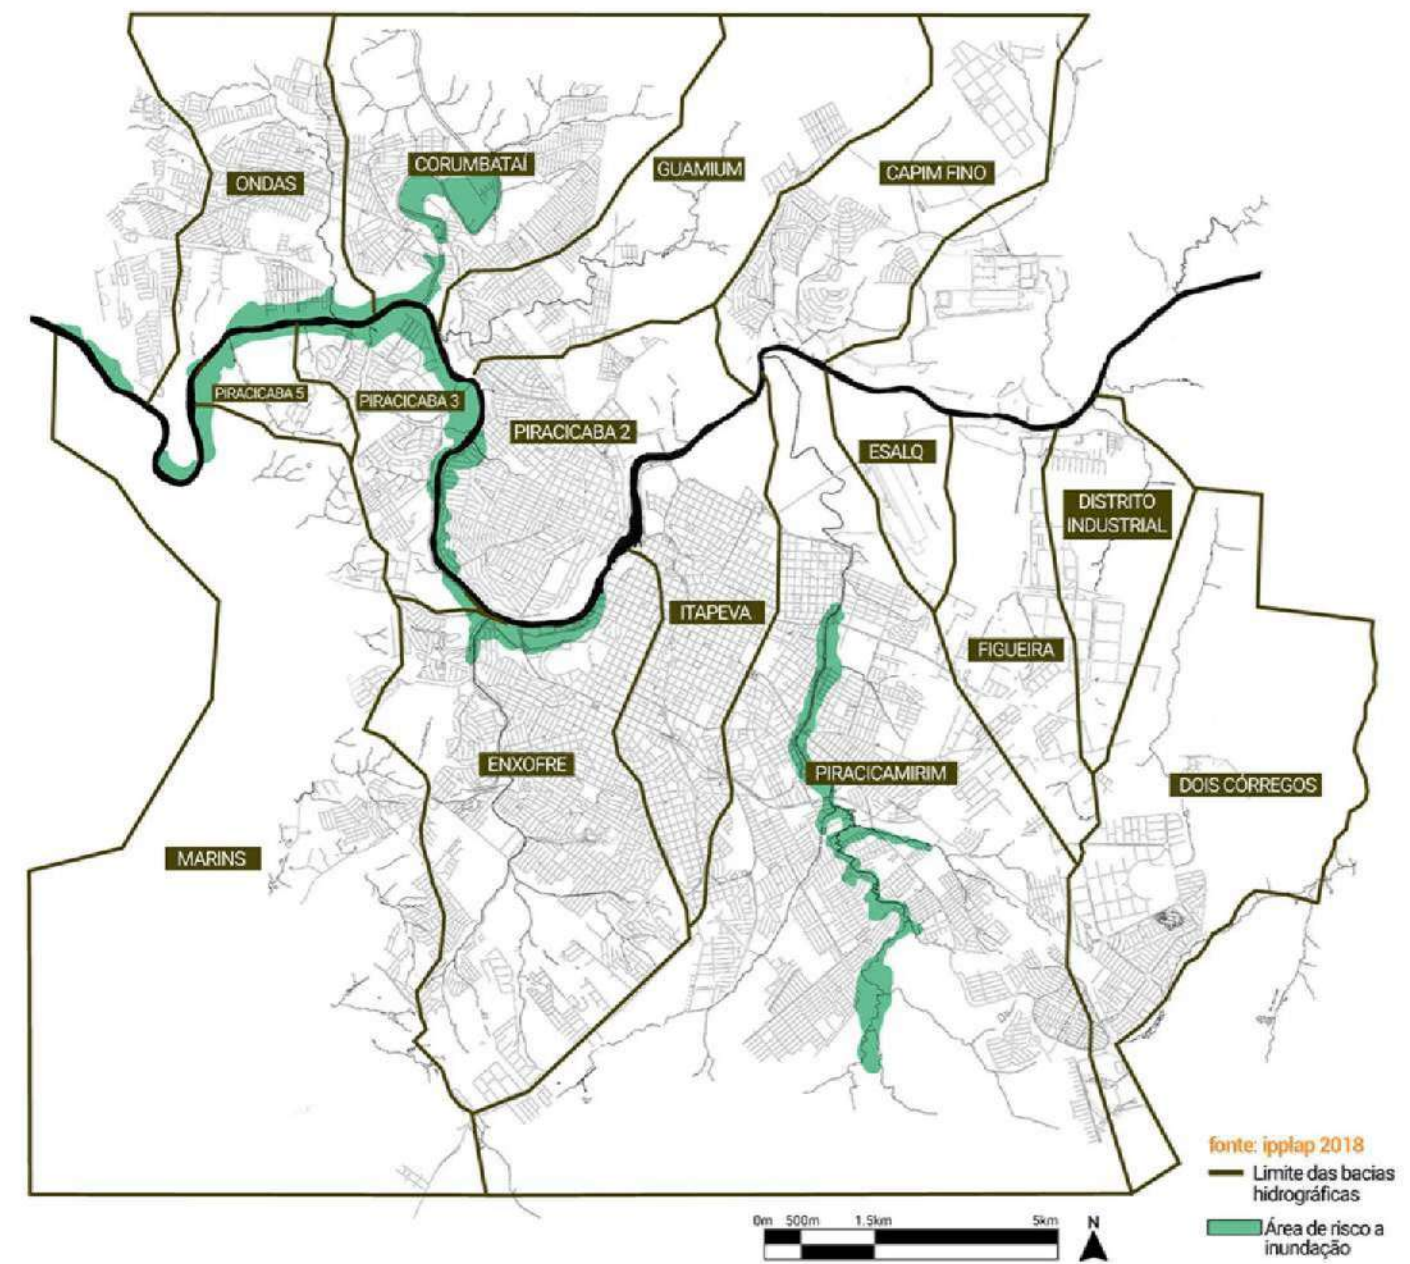 CORUMBATAÍ
GUAMIUM
CAPIM FINO
ONDAS
PIRACICABA 5
PIRACICABA 3
PIRACICABA 2
ESALQ
DISTRITO
INDUSTRIAL
ITAPEVA
FIGUEIRA
ENXOFRE
PIRACICAMIRIM
DOIS CÓRREGOS
MARINS
fonte: ipplap 2018
Limite das bacias
hidrográficas
0m 500m 1.5km 5km N
Área de risco a
inundação